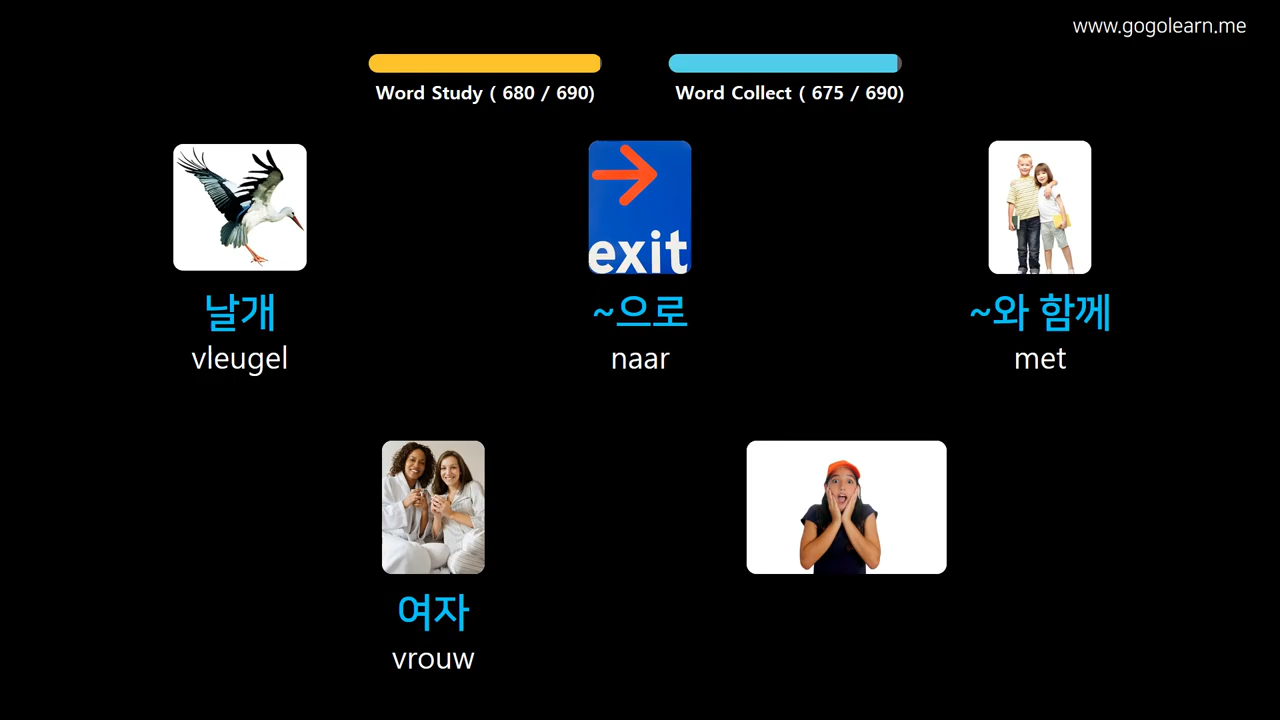 www.gogolearn.me
Word Study ( 680 / 690)
Word Collect ( 675 / 690)
exit
날개
~으로
~와 함께
vleugel
naar
met
여자
vrouw